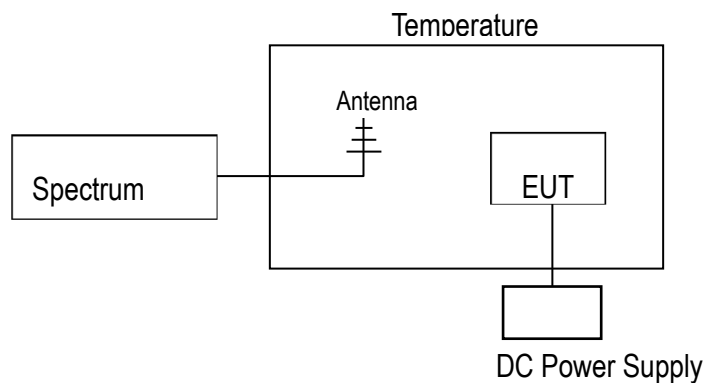 Temperature
Antenna
Spectrum
EUT
DC Power Supply